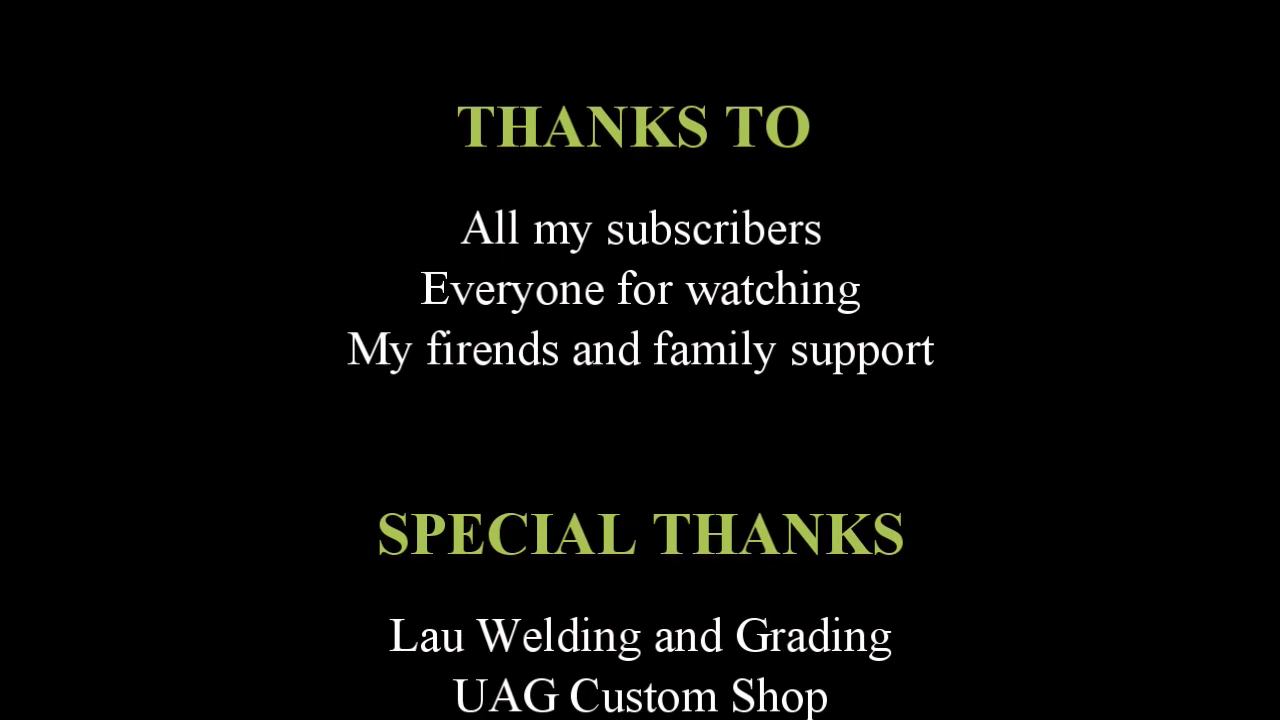 THANKS TO
All my subscribers
Everyone for watching
My firends and family support
SPECIAL THANKS
Lau Welding and Grading
UAG Custom Shop